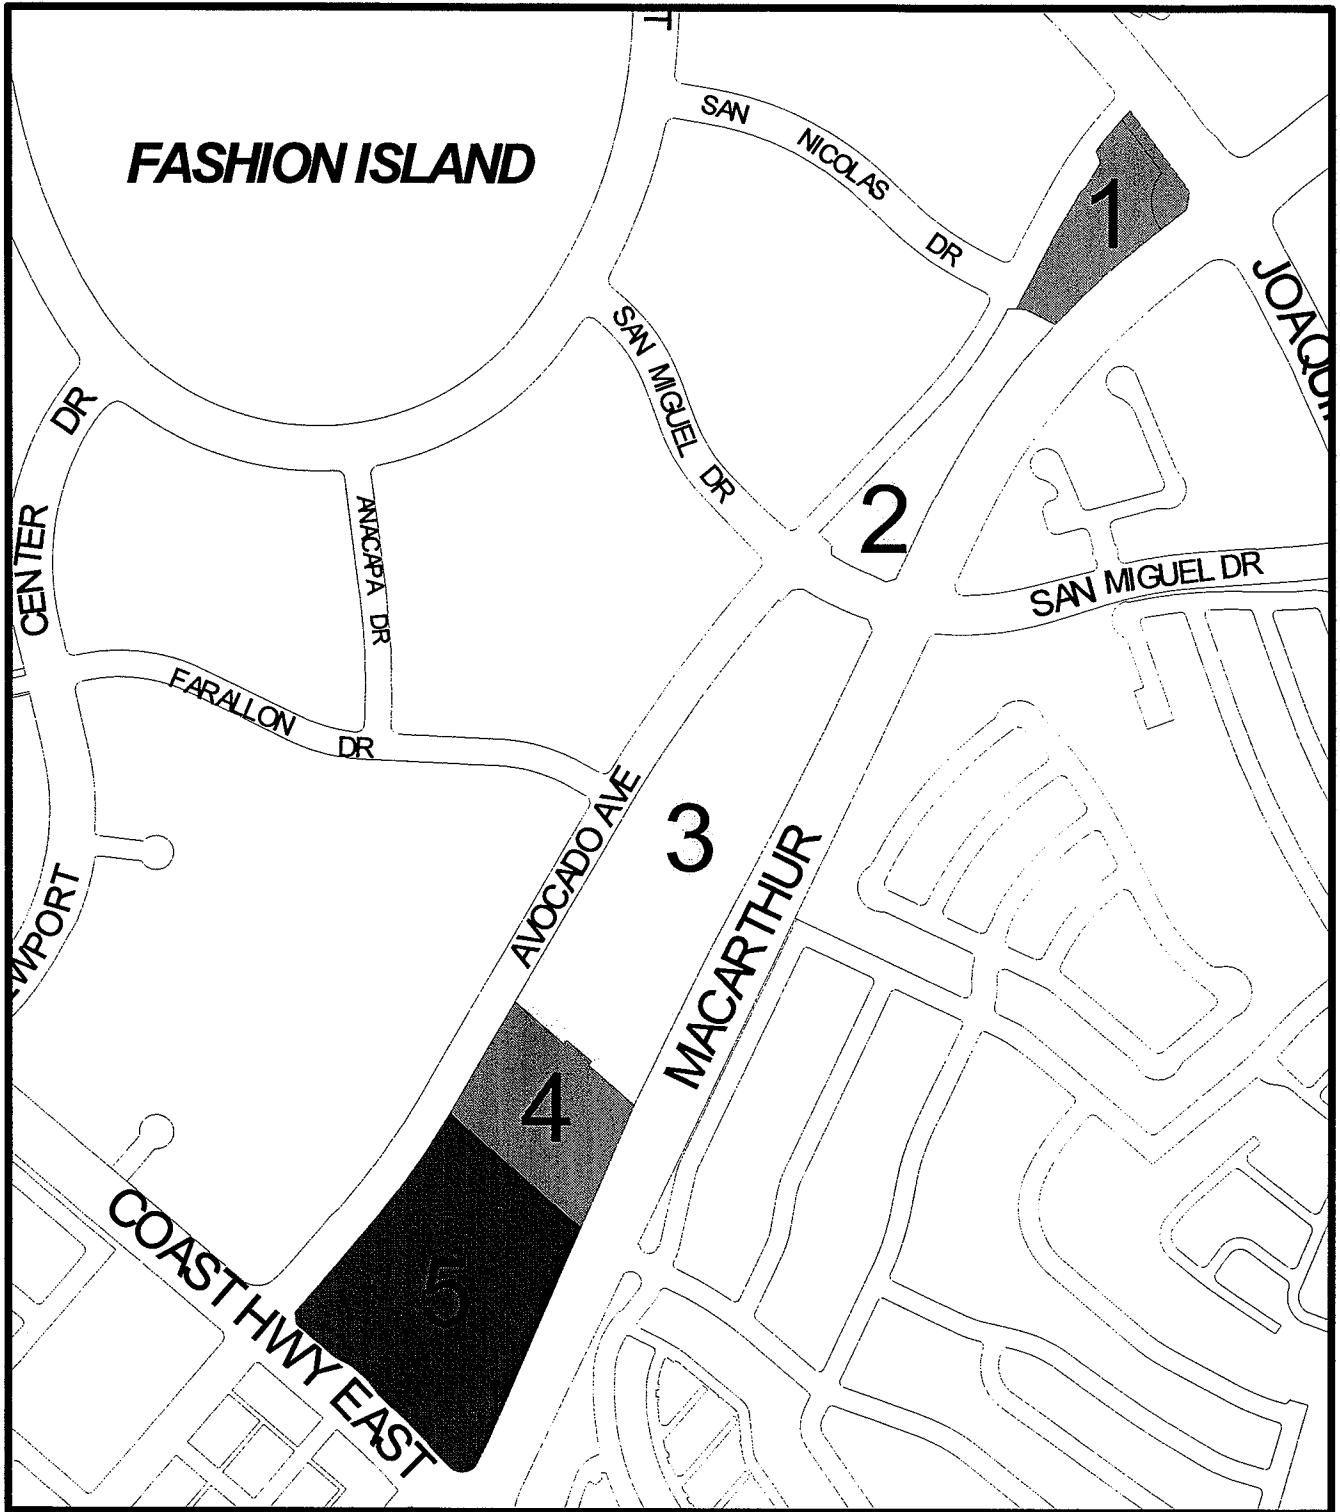 T
SAN NICOLAS DR
FASHION ISLAND
1
JOAQUI
SAN MIGUEL DR
DR
CENTER
ANACAPA DR
2
SAN MIGUEL DR
FARALLON DR
AVOCADO AVE
3
MACARTHUR
WPORT
4
COAST HWY EAST
5